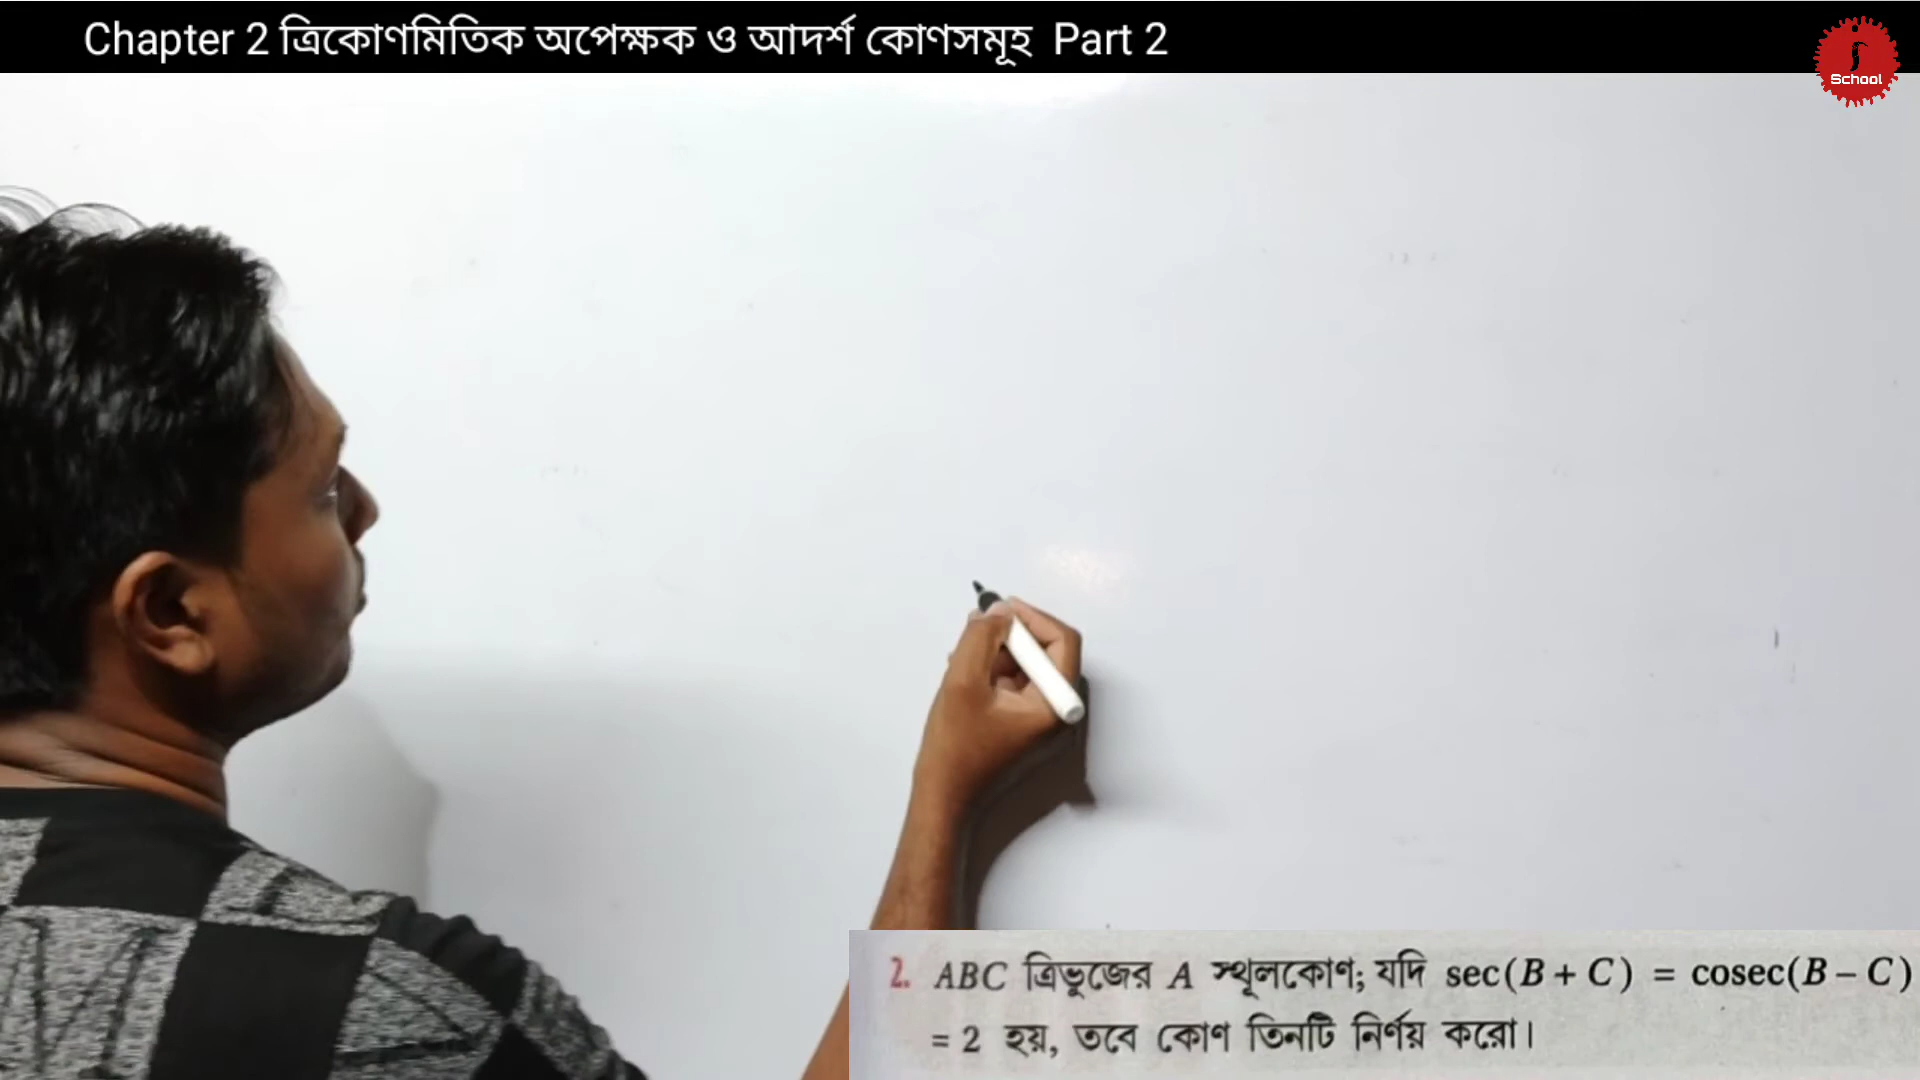 Chapter 2 ত্রিকোণমিতিক অপেক্ষক ও আদর্শ কোণসমূহ Part 2
School
2. ABC ত্রিভুজের A স্থূলকোণ; যদি sec(B + C) = cosec(B – C)
= 2 হয়, তবে কোণ তিনটি নির্ণয় করো।